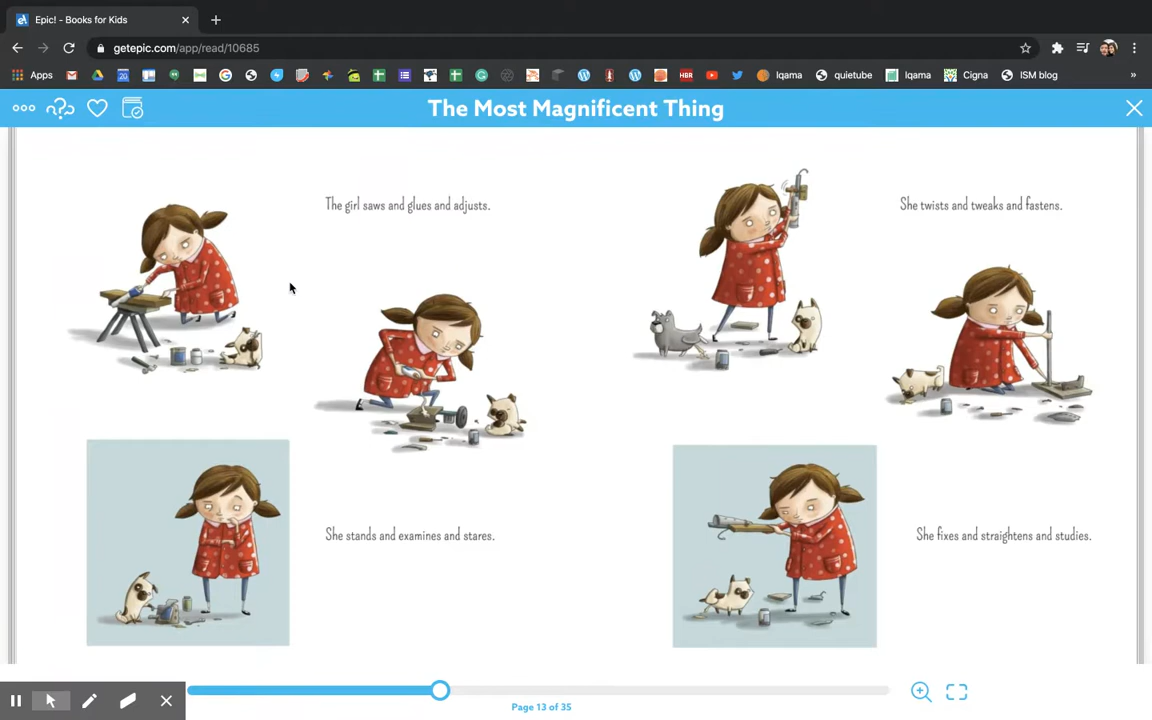 Epic! - Books for Kids
getepic.com/app/read/10685
Apps
20
HBR
Iqama
quietube
Iqama
Cigna
ISM blog
»
The Most Magnificent Thing
The girl saws and glues and adjusts.
She twists and tweaks and fastens.
She stands and examines and stares.
She fixes and straightens and studies.
Page 13 of 35